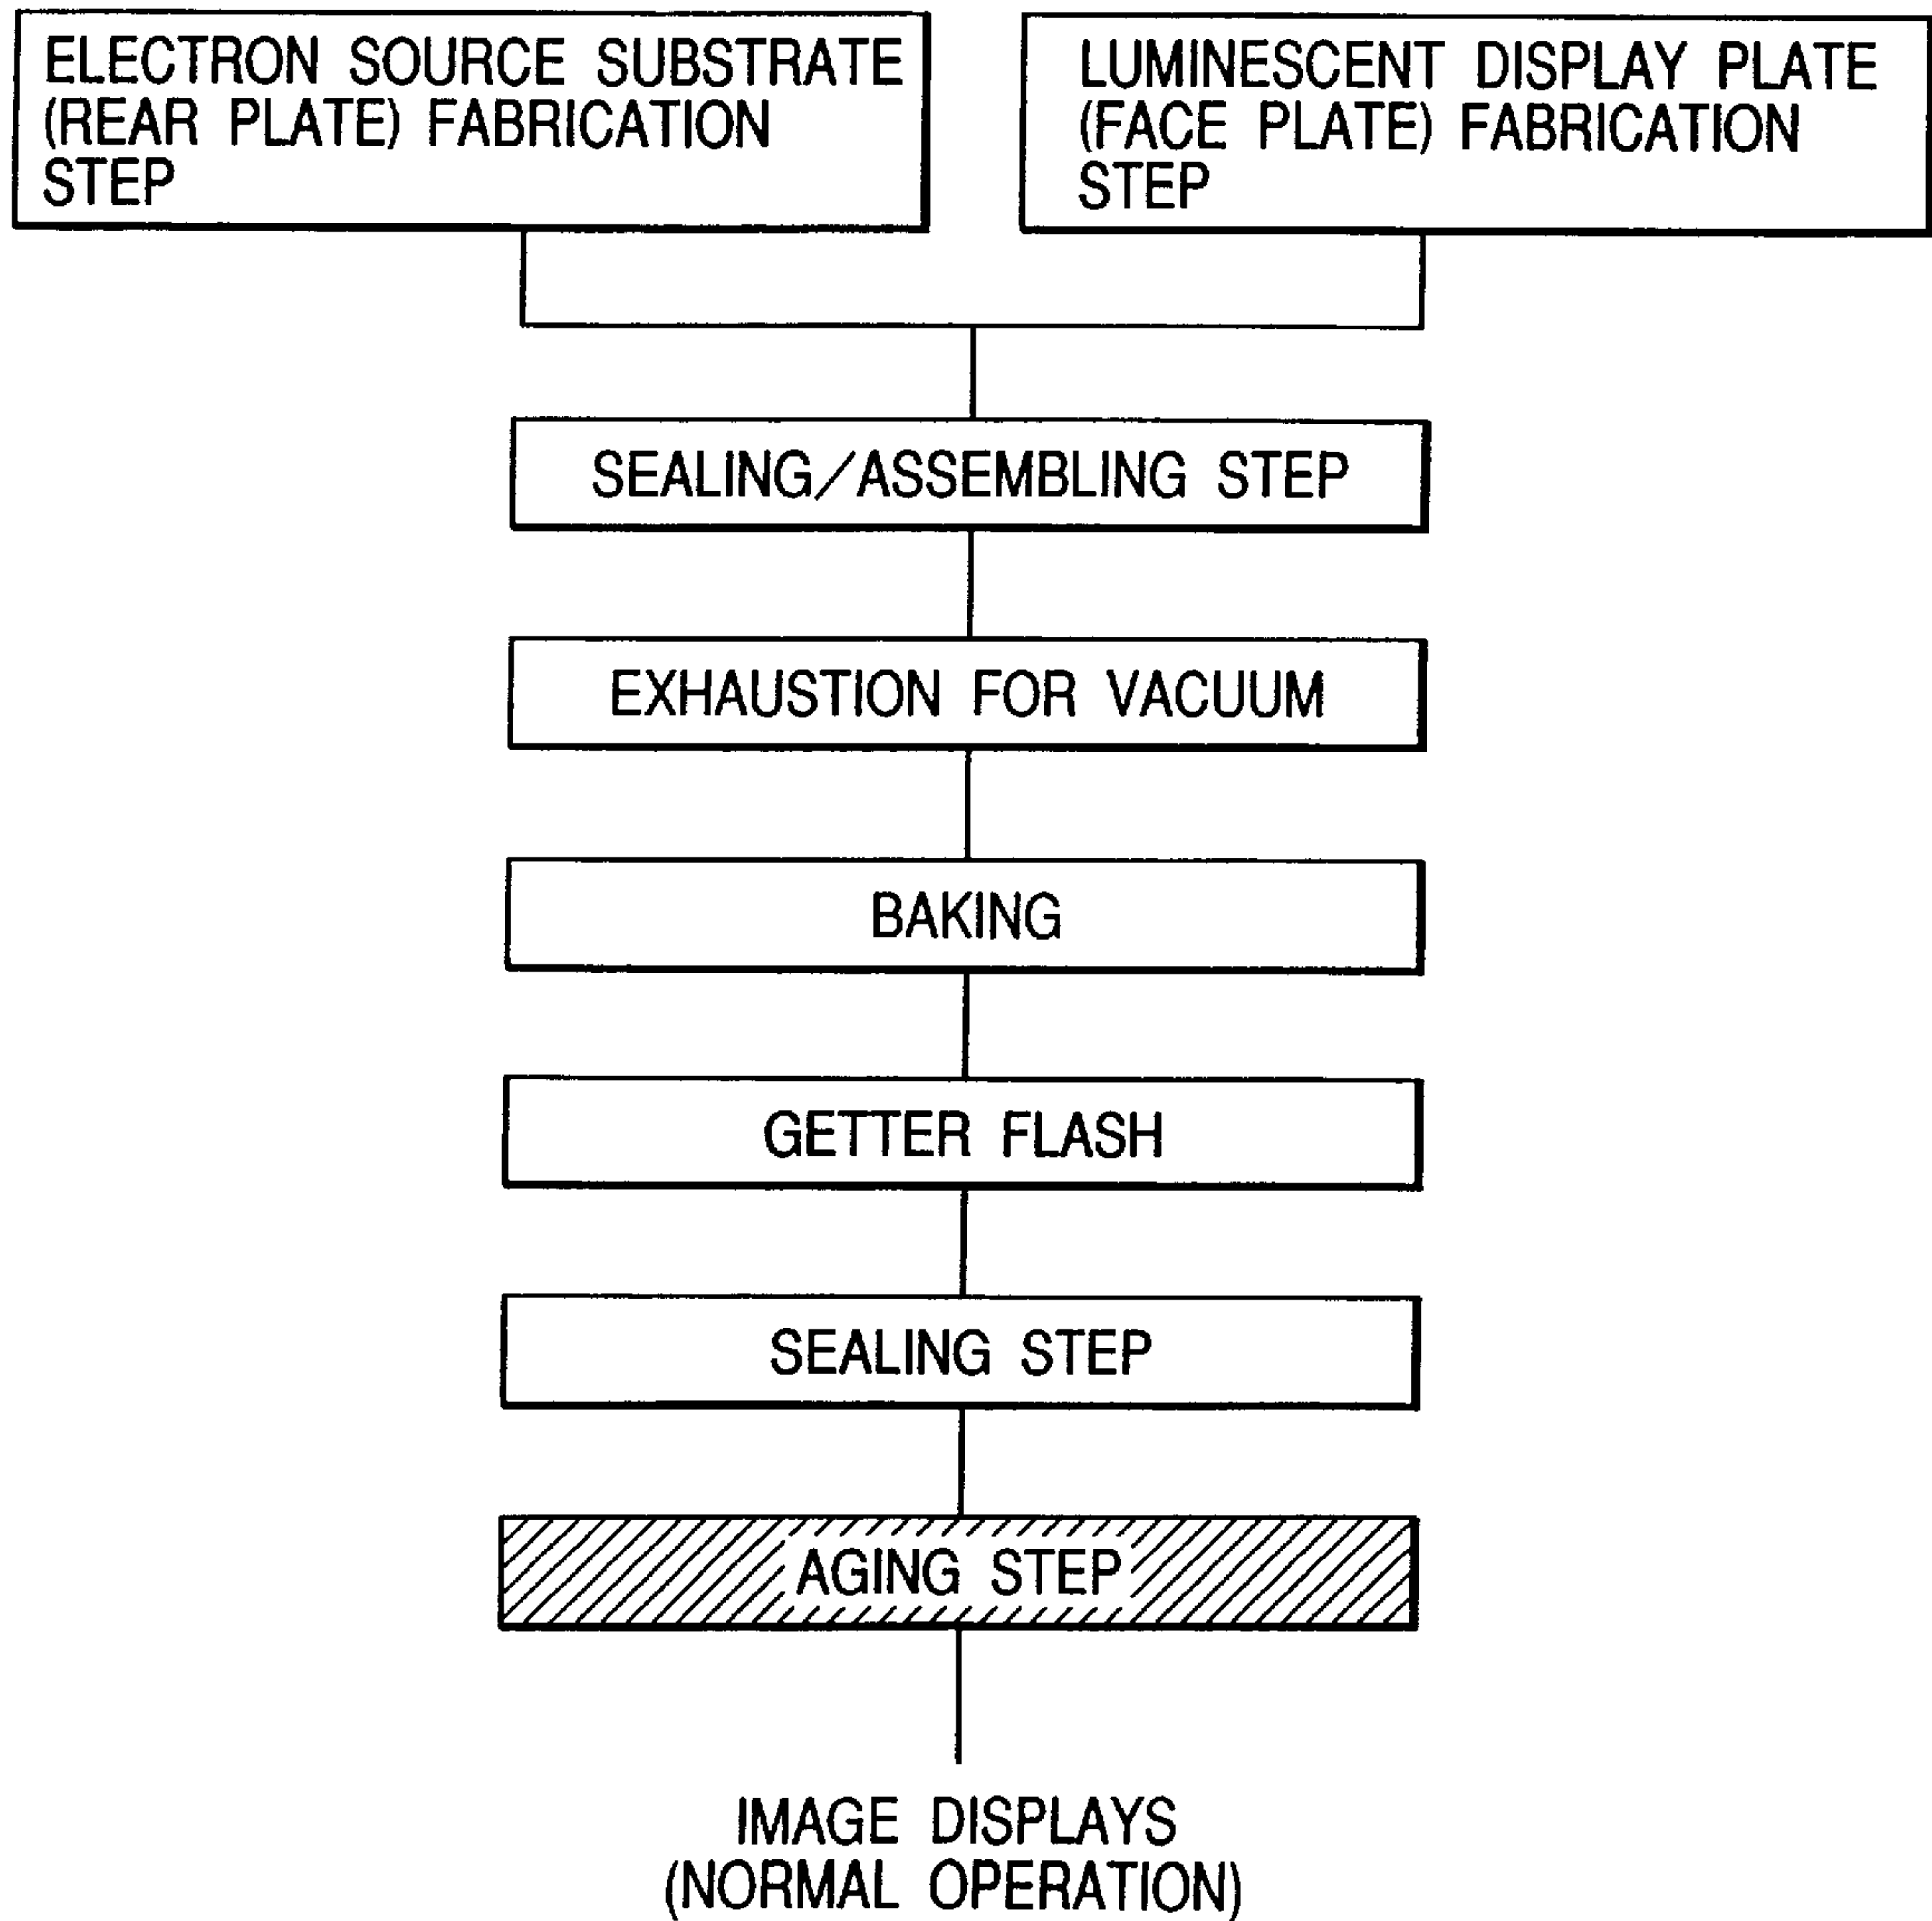 ELECTRON SOURCE SUBSTRATE
(REAR PLATE) FABRICATION
STEP
LUMINESCENT DISPLAY PLATE
(FACE PLATE) FABRICATION
STEP
SEALING/ASSEMBLING STEP
EXHAUSTION FOR VACUUM
BAKING
GETTER FLASH
SEALING STEP
AGING STEP
IMAGE DISPLAYS
(NORMAL OPERATION)